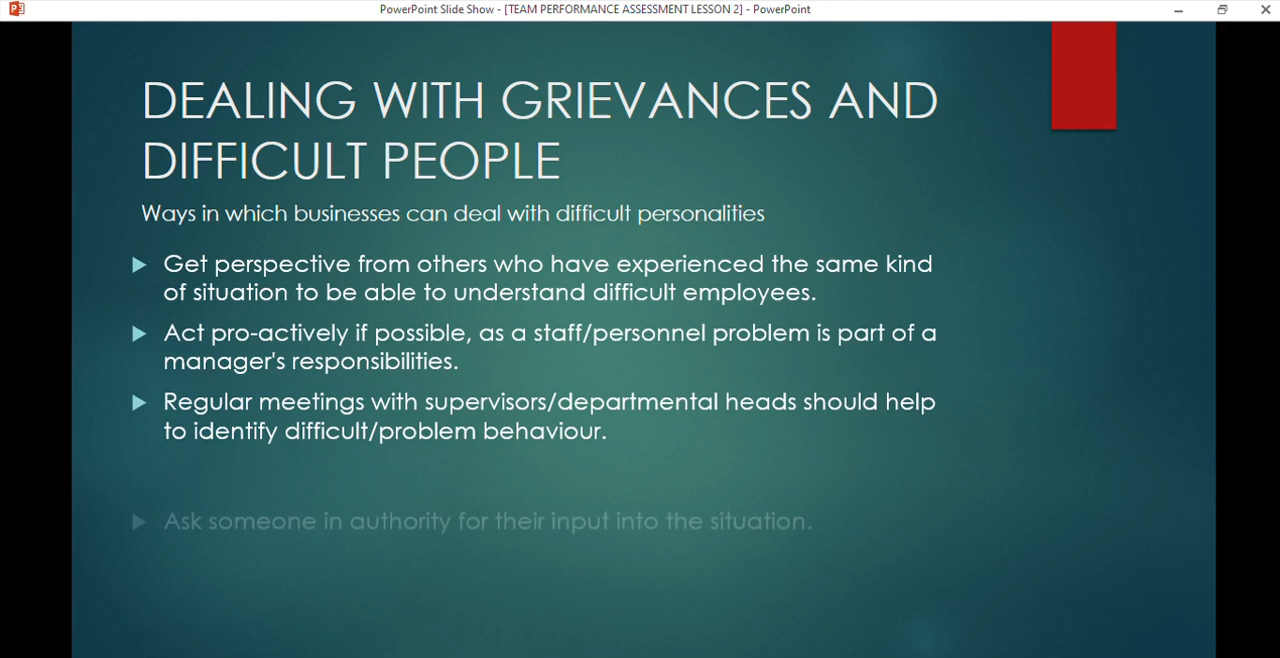 PowerPoint Slide Show - [TEAM PERFORMANCE ASSESSMENT LESSON 2] - PowerPoint
DEALING WITH GRIEVANCES AND
DIFFICULT PEOPLE
Ways in which businesses can deal with difficult personalities
Get perspective from others who have experienced the same kind
of situation to be able to understand difficult employees.
Act pro-actively if possible, as a staff/personnel problem is part of a
manager's responsibilities.
Regular meetings with supervisors/departmental heads should help
to identify difficult/problem behaviour.
Ask someone in authority for their input into the situation.